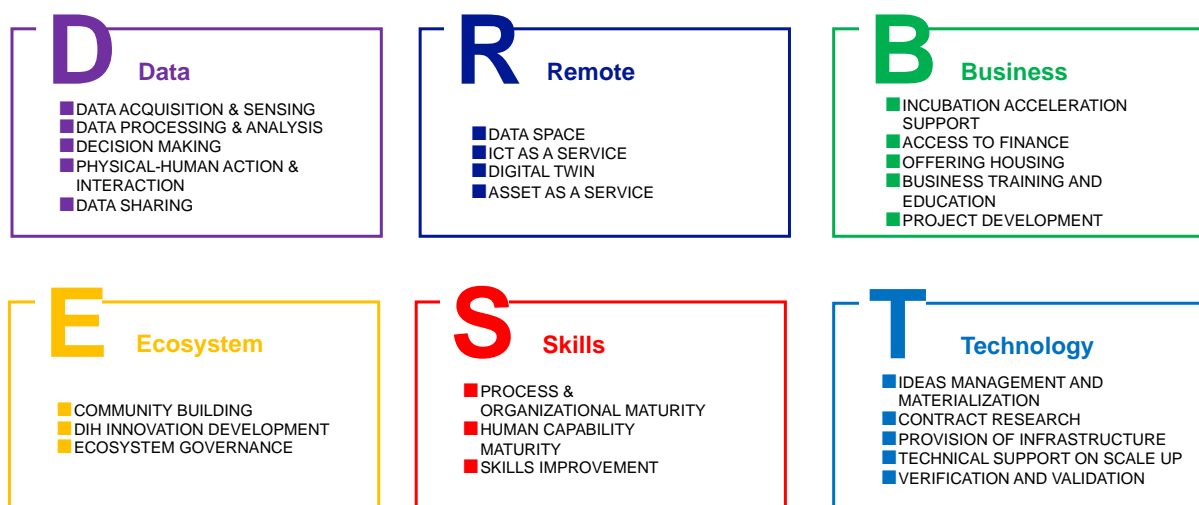 D Data
DATA ACQUISITION & SENSING
DATA PROCESSING & ANALYSIS
DECISION MAKING
PHYSICAL-HUMAN ACTION &
INTERACTION
DATA SHARING
R Remote
DATA SPACE
ICT AS A SERVICE
DIGITAL TWIN
ASSET AS A SERVICE
B Business
INCUBATION ACCELERATION
SUPPORT
ACCESS TO FINANCE
OFFERING HOUSING
BUSINESS TRAINING AND
EDUCATION
PROJECT DEVELOPMENT
E Ecosystem
COMMUNITY BUILDING
DIH INNOVATION DEVELOPMENT
ECOSYSTEM GOVERNANCE
S Skills
PROCESS &
ORGANIZATIONAL MATURITY
HUMAN CAPABILITY
MATURITY
SKILLS IMPROVEMENT
T Technology
IDEAS MANAGEMENT AND
MATERIALIZATION
CONTRACT RESEARCH
PROVISION OF INFRASTRUCTURE
TECHNICAL SUPPORT ON SCALE UP
VERIFICATION AND VALIDATION